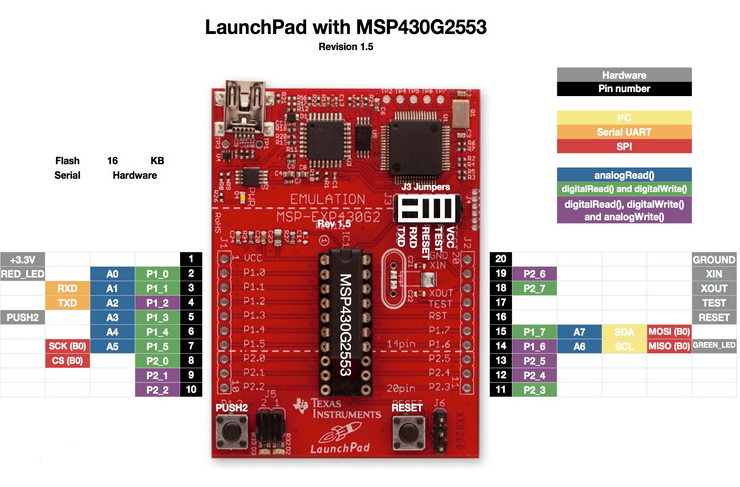 LaunchPad with MSP430G2553
Revision 1.5
Hardware
Pin number
I²C
Serial UART
SPI
analogRead()
digitalRead() and digitalWrite()
digitalRead(), digitalWrite()
and analogWrite()
Flash 16 KB
Serial Hardware
EMULATION
MSP-EXP430G2
Rev 1.5
J3 Jumpers
TXD
RXD
RESET
TEST
VCC
MSP430G2553
+3.3V 1
RED_LED A0 P1_0 2
RXD A1 P1_1 3
TXD A2 P1_2 4
PUSH2 A3 P1_3 5
A4 P1_4 6
SCK (B0) A5 P1_5 7
CS (B0) P2_0 8
P2_1 9
P2_2 10
VCC
P1.0
P1.1
P1.2
P1.3
P1.4
P1.5
P2.0
P2.1
P2.2
GND
XIN
XOUT
TEST
RST
P1.7
14pin P1.6
P2.5
P2.4
20pin P2.3
20 GROUND
19 P2_6 XIN
18 P2_7 XOUT
17 TEST
16 RESET
15 P1_7 A7 SDA MOSI (B0)
14 P1_6 A6 SCL MISO (B0) GREEN_LED
13 P2_5
12 P2_4
11 P2_3
PUSH2
J5
TEXAS
INSTRUMENTS
LaunchPad
RESET
J6